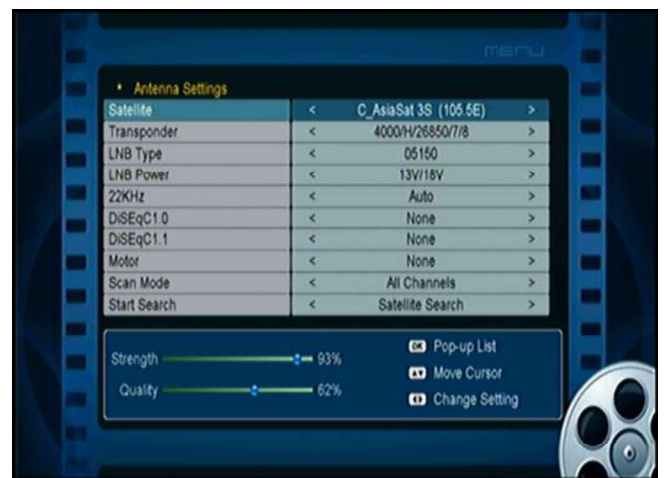 menu
Antenna Settings
Satellite < C_AsiaSat 3S (105.5E) >
Transponder < 4000/H/26850/7/8 >
LNB Type < 05150 >
LNB Power < 13V/18V >
22KHz < Auto >
DiSEqC1.0 < None >
DiSEqC1.1 < None >
Motor < None >
Scan Mode < All Channels >
Start Search < Satellite Search >
Strength 93%
OK Pop-up List
Move Cursor
Quality 62%
Change Setting